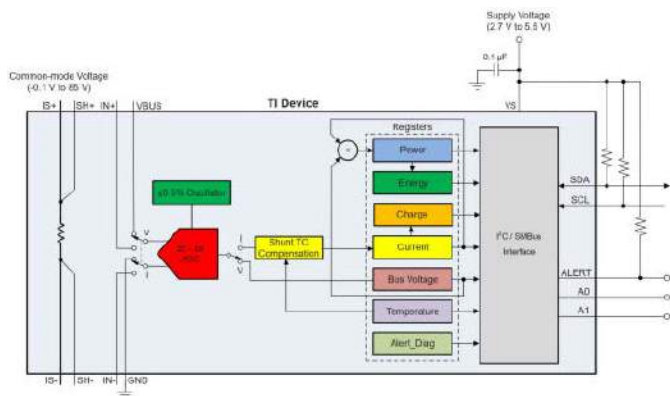 Supply Voltage
(2.7 V to 5.5 V)
0.1 µF
Common-mode Voltage
(-0.1 V to 85 V)
IS+ SH+ IN+ VBUS
TI Device
VS
Registers
Power
Energy
Charge
Current
Bus Voltage
Temperature
Alert_Diag
±0.5% Oscillator
V
I
ADC
I
V
Shunt TC
Compensation
I²C / SMBus
Interface
SDA
SCL
ALERT
A0
A1
IS- SH- IN- GND